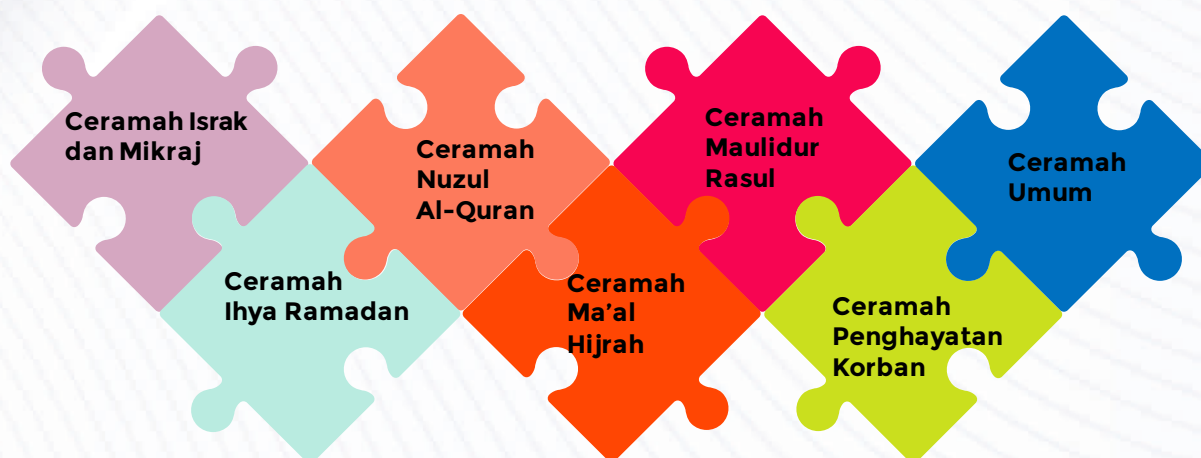 Ceramah Israk
dan Mikraj
Ceramah
Ihya Ramadan
Ceramah
Nuzul
Al-Quran
Ceramah
Ma’al
Hijrah
Ceramah
Maulidur
Rasul
Ceramah
Penghayatan
Korban
Ceramah
Umum